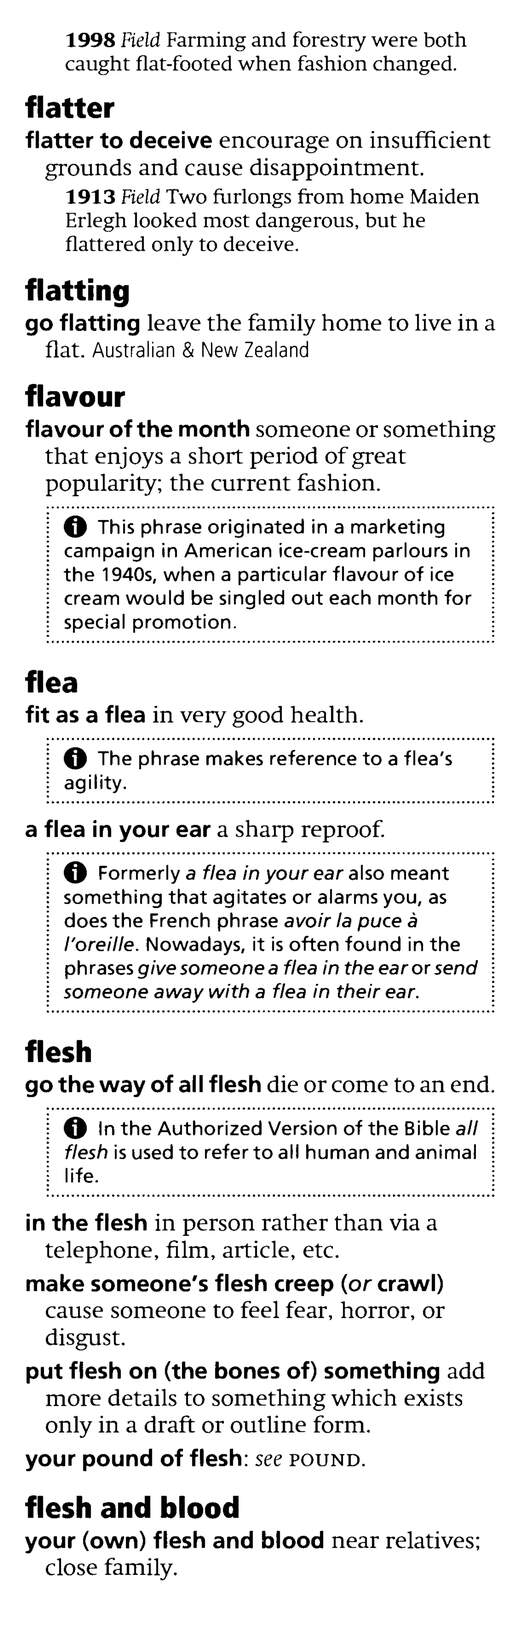 1998 Field Farming and forestry were both
caught flat-footed when fashion changed.
flatter
flatter to deceive encourage on insufficient
grounds and cause disappointment.
1913 Field Two furlongs from home Maiden
Erlegh looked most dangerous, but he
flattered only to deceive.
flatting
go flatting leave the family home to live in a
flat. Australian & New Zealand
flavour
flavour of the month someone or something
that enjoys a short period of great
popularity; the current fashion.
This phrase originated in a marketing
campaign in American ice-cream parlours in
the 1940s, when a particular flavour of ice
cream would be singled out each month for
special promotion.
flea
fit as a flea in very good health.
The phrase makes reference to a flea's
agility.
a flea in your ear a sharp reproof.
Formerly a flea in your ear also meant
something that agitates or alarms you, as
does the French phrase avoir la puce à
l'oreille. Nowadays, it is often found in the
phrases give someone a flea in the ear or send
someone away with a flea in their ear.
flesh
go the way of all flesh die or come to an end.
In the Authorized Version of the Bible all
flesh is used to refer to all human and animal
life.
in the flesh in person rather than via a
telephone, film, article, etc.
make someone's flesh creep (or crawl)
cause someone to feel fear, horror, or
disgust.
put flesh on (the bones of) something add
more details to something which exists
only in a draft or outline form.
your pound of flesh: see POUND.
flesh and blood
your (own) flesh and blood near relatives;
close family.